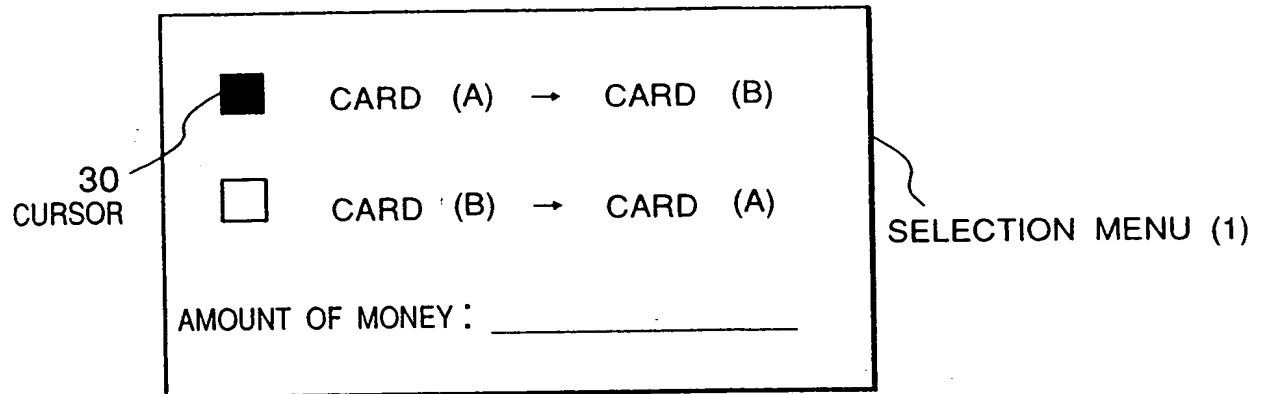 CARD (A) → CARD (B)
30
CURSOR
CARD (B) → CARD (A)
SELECTION MENU (1)
AMOUNT OF MONEY: